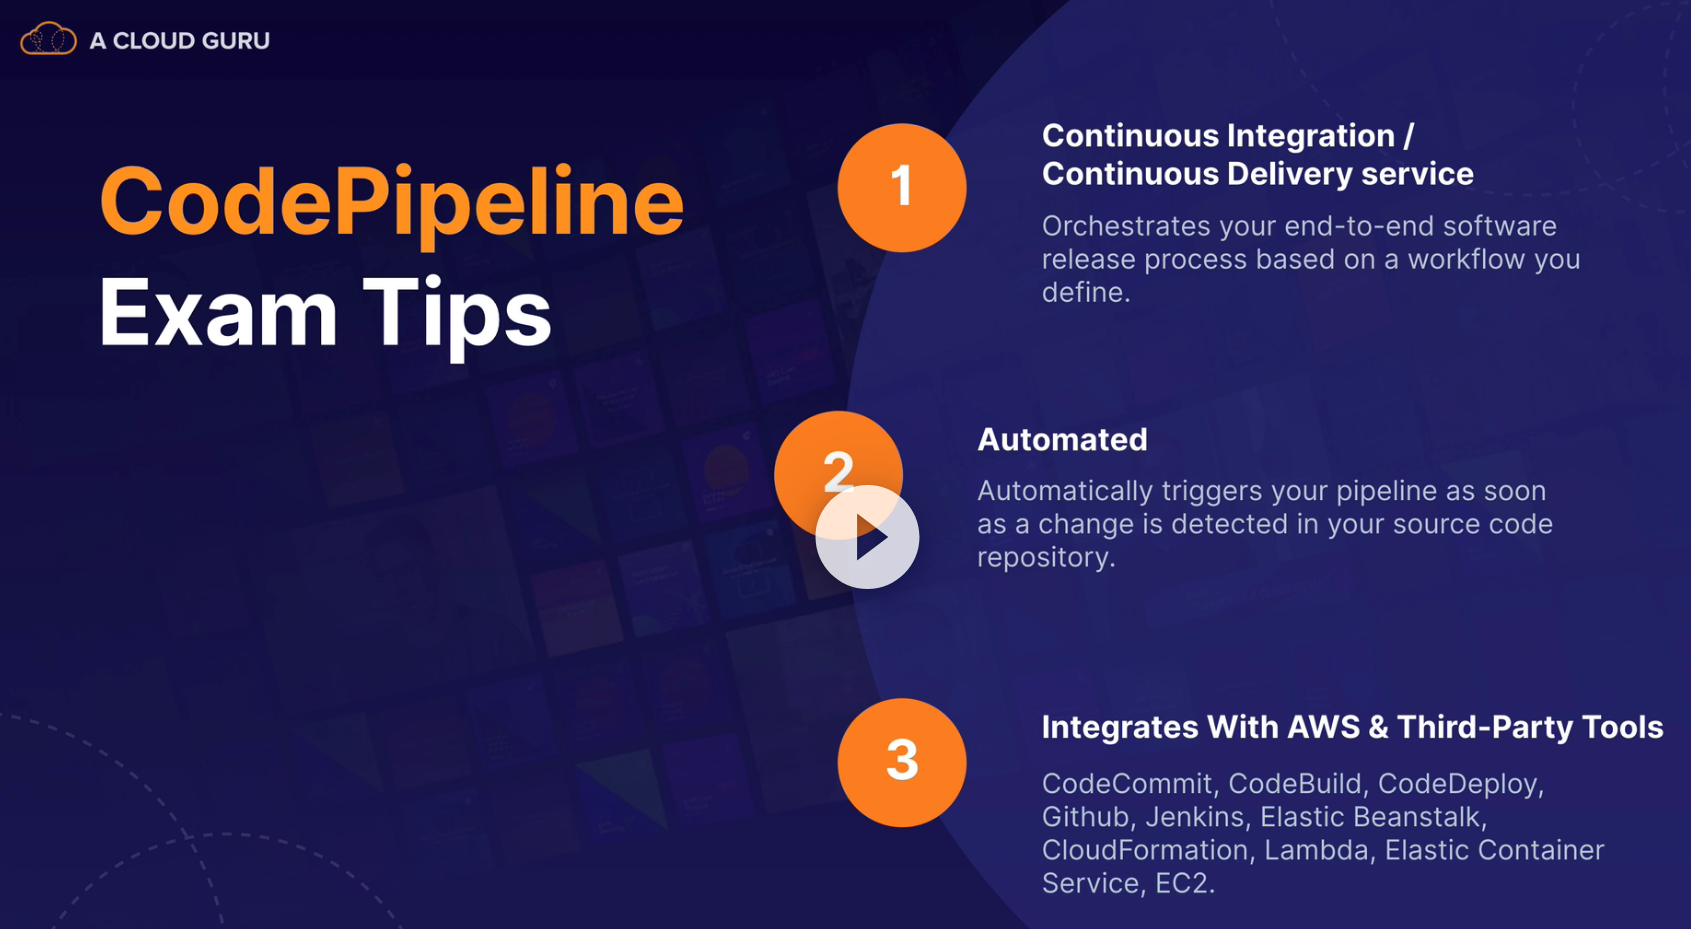 A CLOUD GURU
CodePipeline
Exam Tips
1
Continuous Integration /
Continuous Delivery service
Orchestrates your end-to-end software
release process based on a workflow you
define.
2
Automated
Automatically triggers your pipeline as soon
as a change is detected in your source code
repository.
3
Integrates With AWS & Third-Party Tools
CodeCommit, CodeBuild, CodeDeploy,
Github, Jenkins, Elastic Beanstalk,
CloudFormation, Lambda, Elastic Container
Service, EC2.